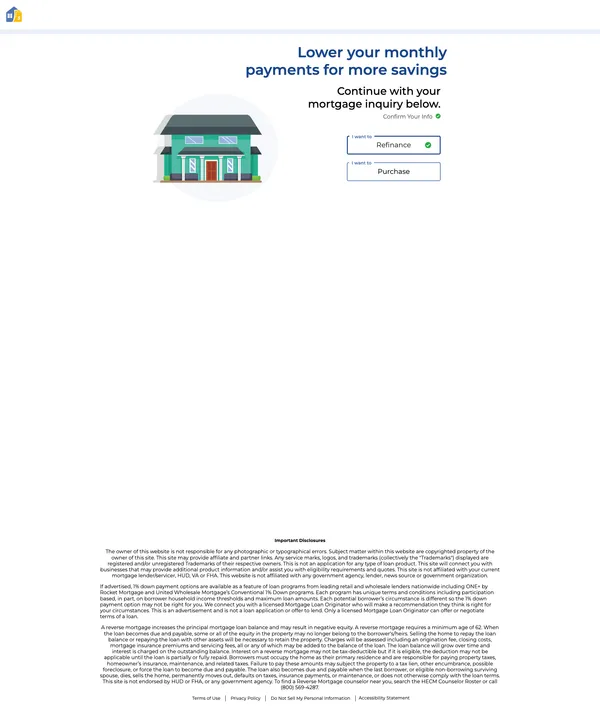 Lower your monthly
payments for more savings
Continue with your
mortgage inquiry below.
Confirm Your Info
I want to
Refinance
I want to
Purchase
Important Disclosures
The owner of this website is not responsible for any photographic or typographical errors. Subject matter within this website are copyrighted property of the
owner of this site. This site may provide affiliate and partner links. Any service marks, logos, and trademarks (collectively the "Trademarks") displayed are
registered and/or unregistered Trademarks of their respective owners. This is not an application for any type of loan product. This site will connect you with
businesses that may provide additional product information and/or assist you with eligibility requirements and quotes. This site is not affiliated with your current
mortgage lender/servicer, HUD, VA or FHA. This website is not affiliated with any government agency, lender, news source or government organization.
If advertised, 1% down payment options are available as a feature of loan programs from leading retail and wholesale lenders nationwide including ONE+ by
Rocket Mortgage and United Wholesale Mortgage's Conventional 1% Down programs. Each program has unique terms and conditions including participation
based, in part, on borrower household income thresholds and maximum loan amounts. Each potential borrower's circumstance is different so the 1% down
payment option may not be right for you. We connect you with a licensed Mortgage Loan Originator who will make a recommendation they think is right for
your circumstances. This is an advertisement and is not a loan application or offer to lend. Only a licensed Mortgage Loan Originator can offer or negotiate
terms of a loan.
A reverse mortgage increases the principal mortgage loan balance and may result in negative equity. A reverse mortgage requires a minimum age of 62. When
the loan becomes due and payable, some or all of the equity in the property may no longer belong to the borrower's/heirs. Selling the home to repay the loan
balance or repaying the loan with other assets will be necessary to retain the property. Charges will be assessed including an origination fee, closing costs,
mortgage insurance premiums and servicing fees, all or any of which may be added to the balance of the loan. The loan balance will grow over time and
interest is charged on the outstanding balance. Interest on a reverse mortgage may not be tax-deductible but if it is eligible, the deduction may not be
applicable until the loan is partially or fully repaid. Borrowers must occupy the home as their primary residence and are responsible for paying property taxes,
homeowner's insurance, maintenance, and related taxes. Failure to pay these amounts may subject the property to a tax lien, other encumbrance, possible
foreclosure, or force the loan to become due and payable. The loan also becomes due and payable when the last borrower, or eligible non-borrowing surviving
spouse, dies, sells the home, permanently moves out, defaults on taxes, insurance payments, or maintenance, or does not otherwise comply with the loan terms.
This site is not endorsed by HUD or FHA, or any government agency. To find a Reverse Mortgage counselor near you, search the HECM Counselor Roster or call
(800) 569-4287.
Terms of Use | Privacy Policy | Do Not Sell My Personal Information | Accessibility Statement